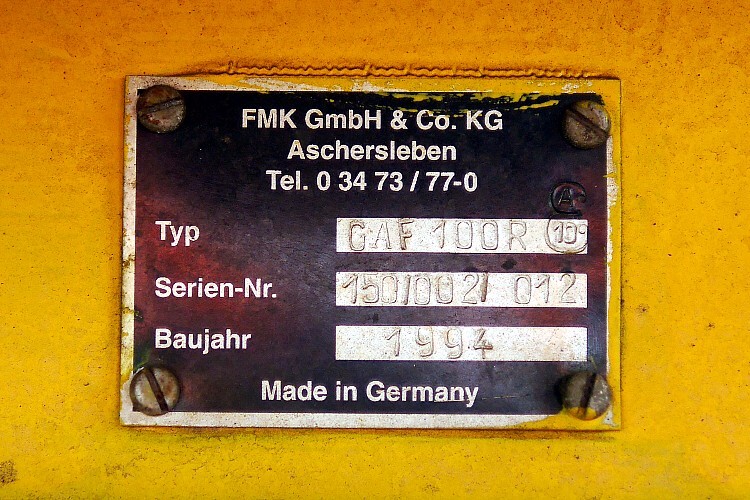 FMK GmbH & Co. KG
Aschersleben
Tel. 0 34 73 / 77-0
A
Typ GAF 100R 10
Serien-Nr. 150/002/ 012
Baujahr 1994
Made in Germany